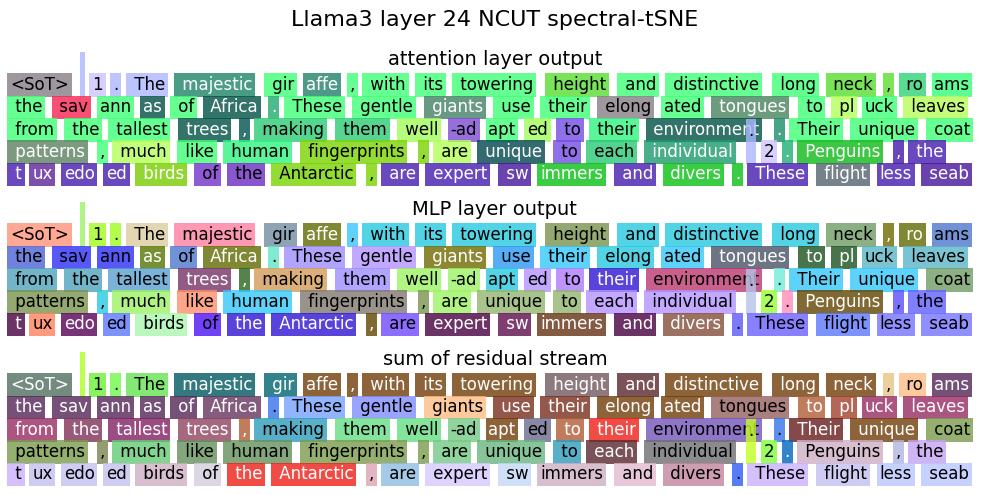 Llama3 layer 24 NCUT spectral-tSNE
attention layer output
<SoT> 1 . The majestic gir affe , with its towering height and distinctive long neck , ro ams
the sav ann as of Africa . These gentle giants use their elong ated tongues to pl uck leaves
from the tallest trees , making them well -ad apt ed to their environment . Their unique coat
patterns , much like human fingerprints , are unique to each individual . 2 . Penguins , the
t ux edo ed birds of the Antarctic , are expert sw immers and divers . These flight less seab
MLP layer output
<SoT> 1 . The majestic gir affe , with its towering height and distinctive long neck , ro ams
the sav ann as of Africa . These gentle giants use their elong ated tongues to pl uck leaves
from the tallest trees , making them well -ad apt ed to their environment . Their unique coat
patterns , much like human fingerprints , are unique to each individual . 2 . Penguins , the
t ux edo ed birds of the Antarctic , are expert sw immers and divers . These flight less seab
sum of residual stream
<SoT> 1 . The majestic gir affe , with its towering height and distinctive long neck , ro ams
the sav ann as of Africa . These gentle giants use their elong ated tongues to pl uck leaves
from the tallest trees , making them well -ad apt ed to their environment . Their unique coat
patterns , much like human fingerprints , are unique to each individual . 2 . Penguins , the
t ux edo ed birds of the Antarctic , are expert sw immers and divers . These flight less seab